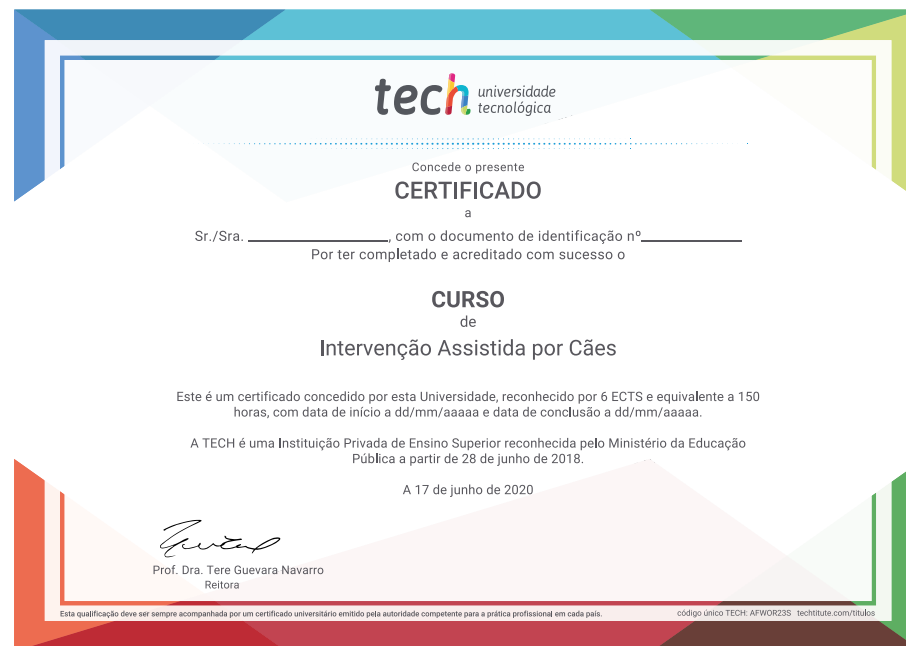 tech universidade
tecnológica
Concede o presente
CERTIFICADO
a
Sr./Sra. , com o documento de identificação nº
Por ter completado e acreditado com sucesso o
CURSO
de
Intervenção Assistida por Cães
Este é um certificado concedido por esta Universidade, reconhecido por 6 ECTS e equivalente a 150
horas, com data de início a dd/mm/aaaaa e data de conclusão a dd/mm/aaaaa.
A TECH é uma Instituição Privada de Ensino Superior reconhecida pelo Ministério da Educação
Pública a partir de 28 de junho de 2018.
A 17 de junho de 2020
Prof. Dra. Tere Guevara Navarro
Reitora
Esta qualificação deve ser sempre acompanhada por um certificado universitário emitido pela autoridade competente para a prática profissional em cada país.
código único TECH: AFWOR23S techtitute.com/titulos